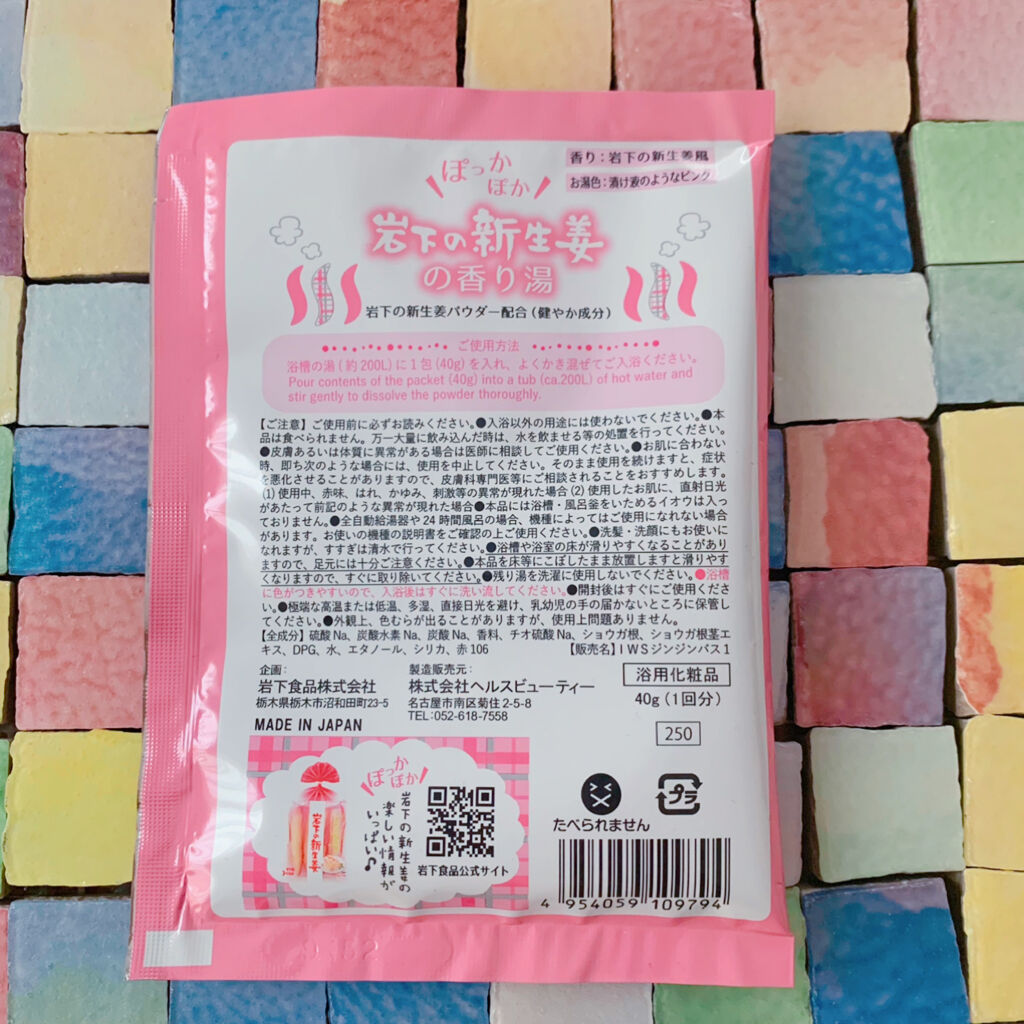 香り：岩下の新生姜風
お湯色：漬け液のようなピンク
ぽっか
ぽか
岩下の新生姜
の香り湯
岩下の新生姜パウダー配合（健やか成分）
ご使用方法
浴槽の湯（約200L）に1包（40g）を入れ、よくかき混ぜてご入浴ください。
Pour contents of the packet (40g) into a tub (ca.200L) of hot water and
stir gently to dissolve the powder thoroughly.
【ご注意】ご使用前に必ずお読みください。●入浴以外の用途には使わないでください。●本
品は食べられません。万一大量に飲み込んだ時は、水を飲ませる等の処置を行ってください。
●皮膚あるいは体質に異常がある場合は医師に相談してご使用ください。●お肌に合わない
時、即ち次のような場合には、使用を中止してください。そのまま使用を続けますと、症状
を悪化させることがありますので、皮膚科専門医等にご相談されることをおすすめします。
(1) 使用中、赤味、はれ、かゆみ、刺激等の異常が現れた場合 (2) 使用したお肌に、直射日光
があたって前記のような異常が現れた場合●本品には浴槽・風呂釜をいためるイオウは入っ
ておりません。●全自動給湯器や24時間風呂の場合、機種によってはご使用になれない場合
があります。お使いの機種の説明書をご確認の上ご使用ください。●洗髪・洗顔にもお使いに
なれますが、すすぎは清水で行ってください。●浴槽や浴室の床が滑りやすくなることがあり
ますので、足元には十分ご注意ください。●本品を床等にこぼしたまま放置しますと滑りやす
くなりますので、すぐに取り除いてください。●残り湯を洗濯に使用しないでください。●浴槽
に色がつきやすいので、入浴後はすぐに洗い流してください。●開封後はすぐにご使用くださ
い。●極端な高温または低温、多湿、直接日光を避け、乳幼児の手の届かないところに保管し
てください。●外観上、色むらが出ることがありますが、使用上問題ありません。
【全成分】硫酸Na、炭酸水素Na、炭酸Na、香料、チオ硫酸Na、ショウガ根、ショウガ根茎エ
キス、DPG、水、エタノール、シリカ、赤106 【販売名】IWSジンジンバス1
企画：
岩下食品株式会社
栃木県栃木市沼和田町23-5
製造販売元：
株式会社ヘルスビューティー
名古屋市南区菊住2-5-8
TEL：052-618-7558
浴用化粧品
40g（1回分）
MADE IN JAPAN
250
ぽっか
ぽか
岩下の新生姜
岩下の新生姜の
楽しい情報が
いっぱい♪
岩下食品公式サイト
たべられません
プラ
4 954059 109794